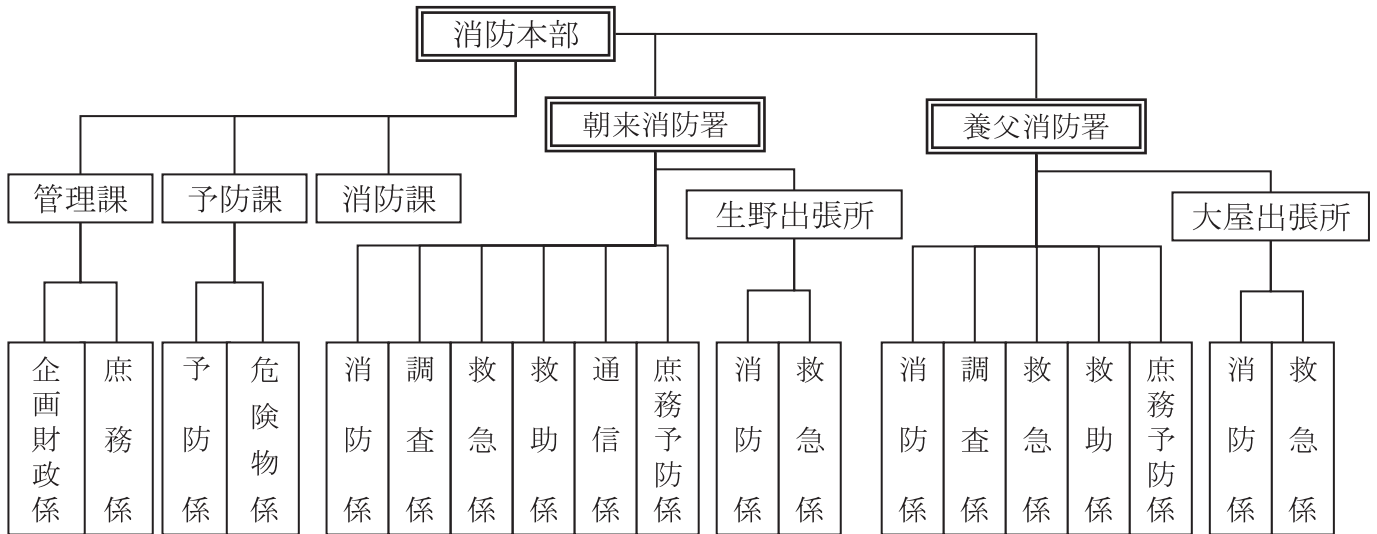 消防本部
朝来消防署
養父消防署
管理課
予防課
消防課
生野出張所
大屋出張所
企画財政係
庶務係
予防係
危険物係
消防係
調査係
救急係
救助係
通信係
庶務予防係
消防係
救急係
消防係
調査係
救急係
救助係
庶務予防係
消防係
救急係